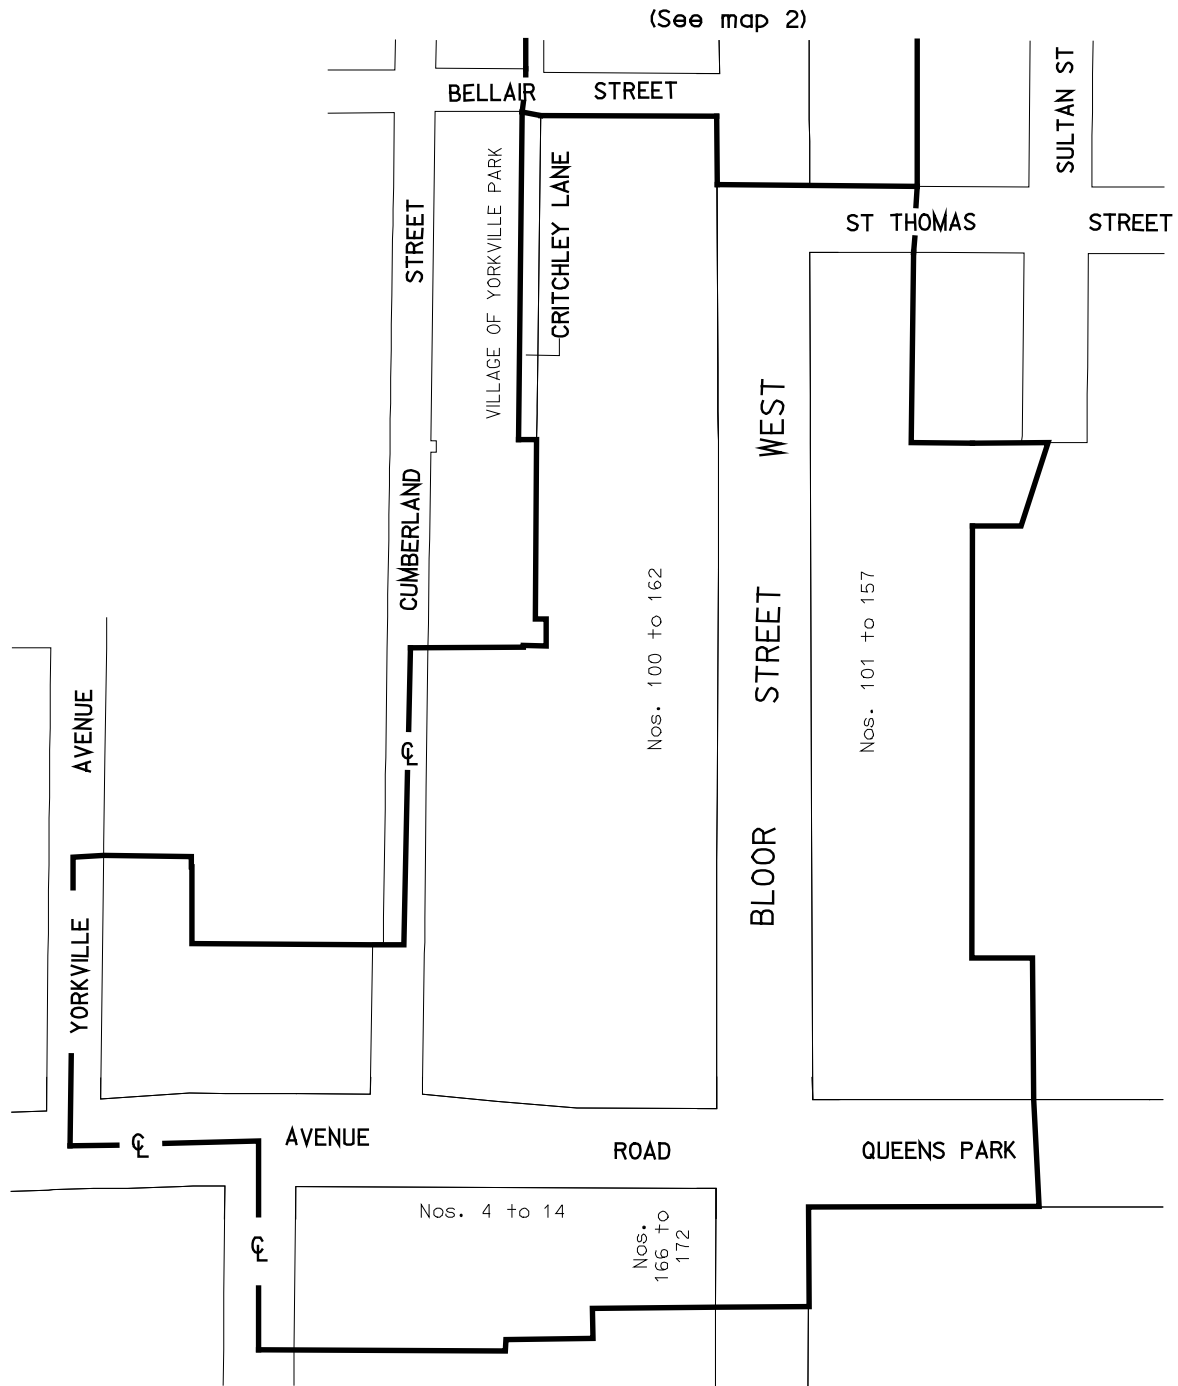 (See map 2)
BELLAIR STREET
SULTAN ST
VILLAGE OF YORKVILLE PARK
CRITCHLEY LANE
ST THOMAS STREET
CUMBERLAND STREET
BLOOR STREET WEST
Nos. 100 to 162
Nos. 101 to 157
YORKVILLE AVENUE
℄
℄
AVENUE ROAD
QUEENS PARK
℄
Nos. 4 to 14
Nos.
166 to
172